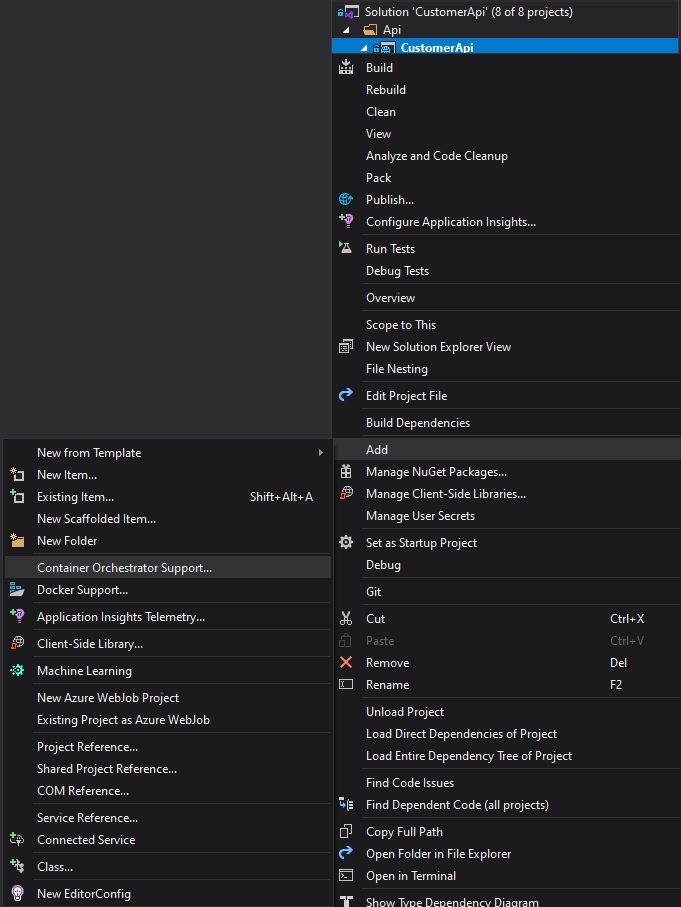 Solution 'CustomerApi' (8 of 8 projects)
Api
CustomerApi
Build
Rebuild
Clean
View
Analyze and Code Cleanup
Pack
Publish...
Configure Application Insights...
Run Tests
Debug Tests
Overview
Scope to This
New Solution Explorer View
File Nesting
Edit Project File
Build Dependencies
Add
Manage NuGet Packages...
Manage Client-Side Libraries...
Manage User Secrets
Set as Startup Project
Debug
Git
Cut Ctrl+X
Paste Ctrl+V
Remove Del
Rename F2
Unload Project
Load Direct Dependencies of Project
Load Entire Dependency Tree of Project
Find Code Issues
Find Dependent Code (all projects)
Copy Full Path
Open Folder in File Explorer
Open in Terminal
Show Type Dependency Diagram
New from Template
New Item...
Existing Item... Shift+Alt+A
New Scaffolded Item...
New Folder
Container Orchestrator Support...
Docker Support...
Application Insights Telemetry...
Client-Side Library...
Machine Learning
New Azure WebJob Project
Existing Project as Azure WebJob
Project Reference...
Shared Project Reference...
COM Reference...
Service Reference...
Connected Service
Class...
New EditorConfig